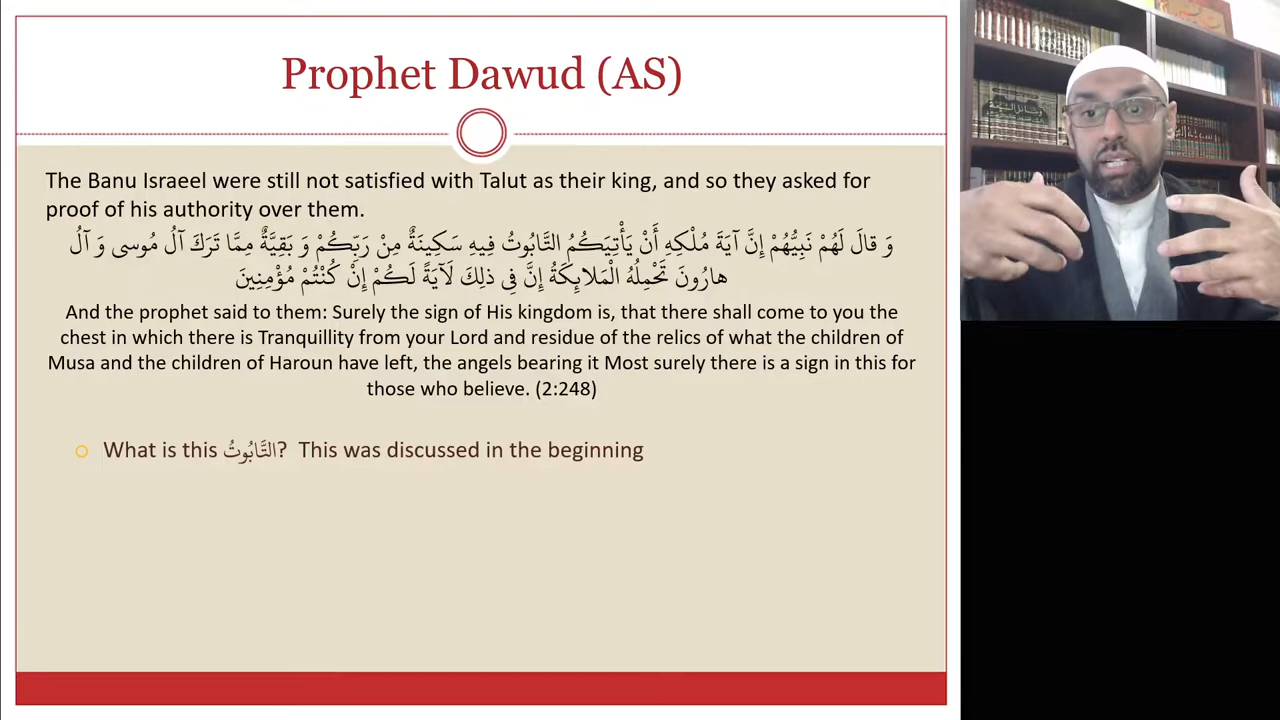 Prophet Dawud (AS)
The Banu Israeel were still not satisfied with Talut as their king, and so they asked for
proof of his authority over them.
وَ قالَ لَهُمْ نَبِيُّهُمْ إِنَّ آيَةَ مُلْكِهِ أَنْ يَأْتِيَكُمُ التَّابُوتُ فِيهِ سَكِينَةٌ مِنْ رَبِّكُمْ وَ بَقِيَّةٌ مِمَّا تَرَكَ آلُ مُوسى وَ آلُ
هارُونَ تَحْمِلُهُ الْمَلائِكَةُ إِنَّ فِي ذلِكَ لَآيَةً لَكُمْ إِنْ كُنْتُمْ مُؤْمِنِينَ
And the prophet said to them: Surely the sign of His kingdom is, that there shall come to you the
chest in which there is Tranquillity from your Lord and residue of the relics of what the children of
Musa and the children of Haroun have left, the angels bearing it Most surely there is a sign in this for
those who believe. (2:248)
What is this التَّابُوتُ? This was discussed in the beginning